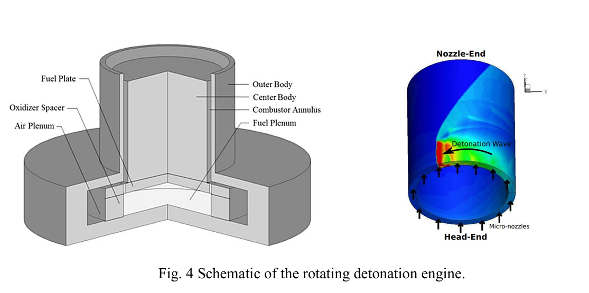 Fuel Plate
Oxidizer Spacer
Air Plenum
Outer Body
Center Body
Combustor Annulus
Fuel Plenum
Nozzle-End
Detonation Wave
Micro-nozzles
Head-End
Fig. 4 Schematic of the rotating detonation engine.